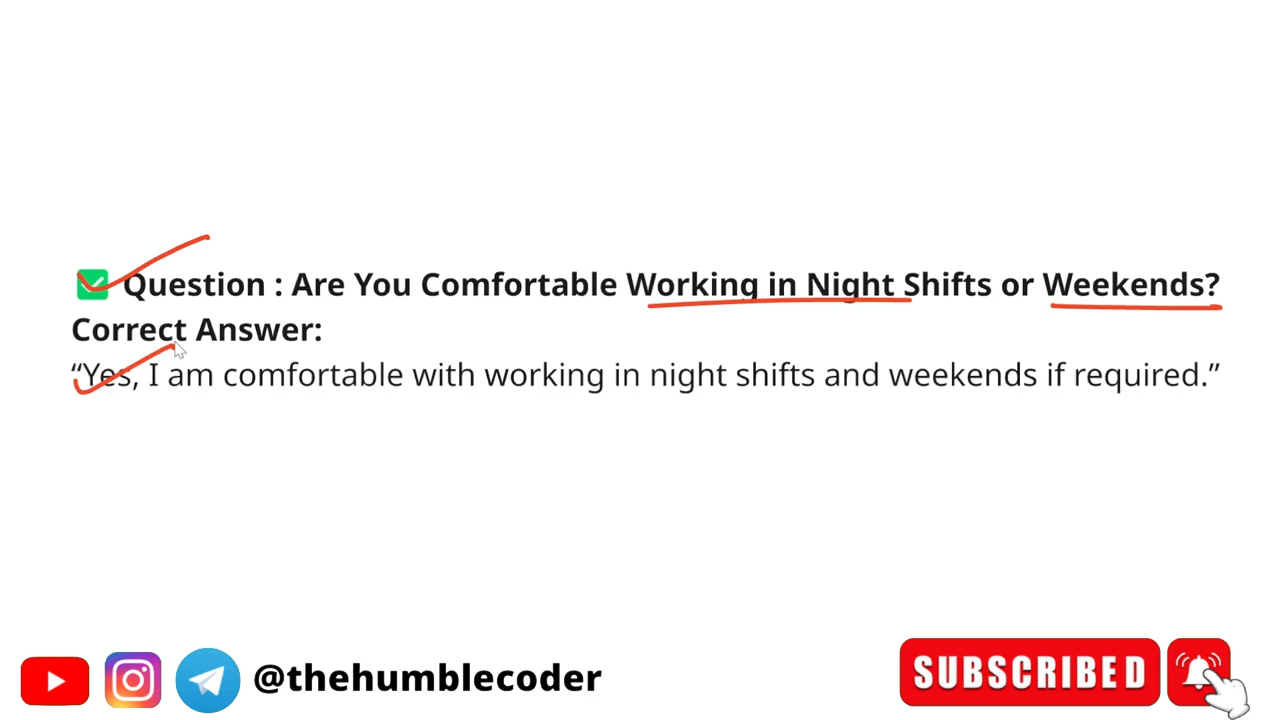 ✅ Question : Are You Comfortable Working in Night Shifts or Weekends?
Correct Answer:
“Yes, I am comfortable with working in night shifts and weekends if required.”
@thehumblecoder
SUBSCRIBED